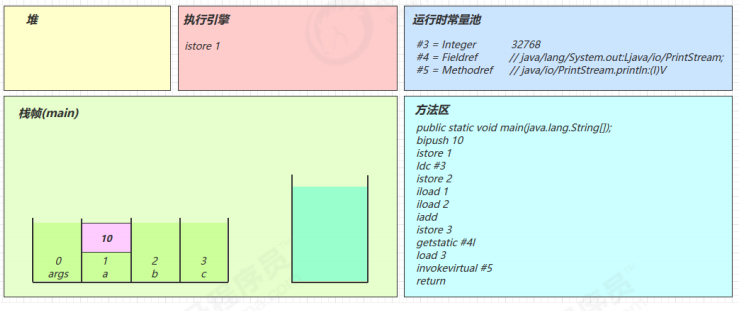 堆
执行引擎
istore 1
运行时常量池
#3 = Integer 32768
#4 = Fieldref // java/lang/System.out:Ljava/io/PrintStream;
#5 = Methodref // java/io/PrintStream.println:(I)V
栈帧(main)
10
0 1 2 3
args a b c
方法区
public static void main(java.lang.String[]);
bipush 10
istore 1
ldc #3
istore 2
iload 1
iload 2
iadd
istore 3
getstatic #4l
load 3
invokevirtual #5
return